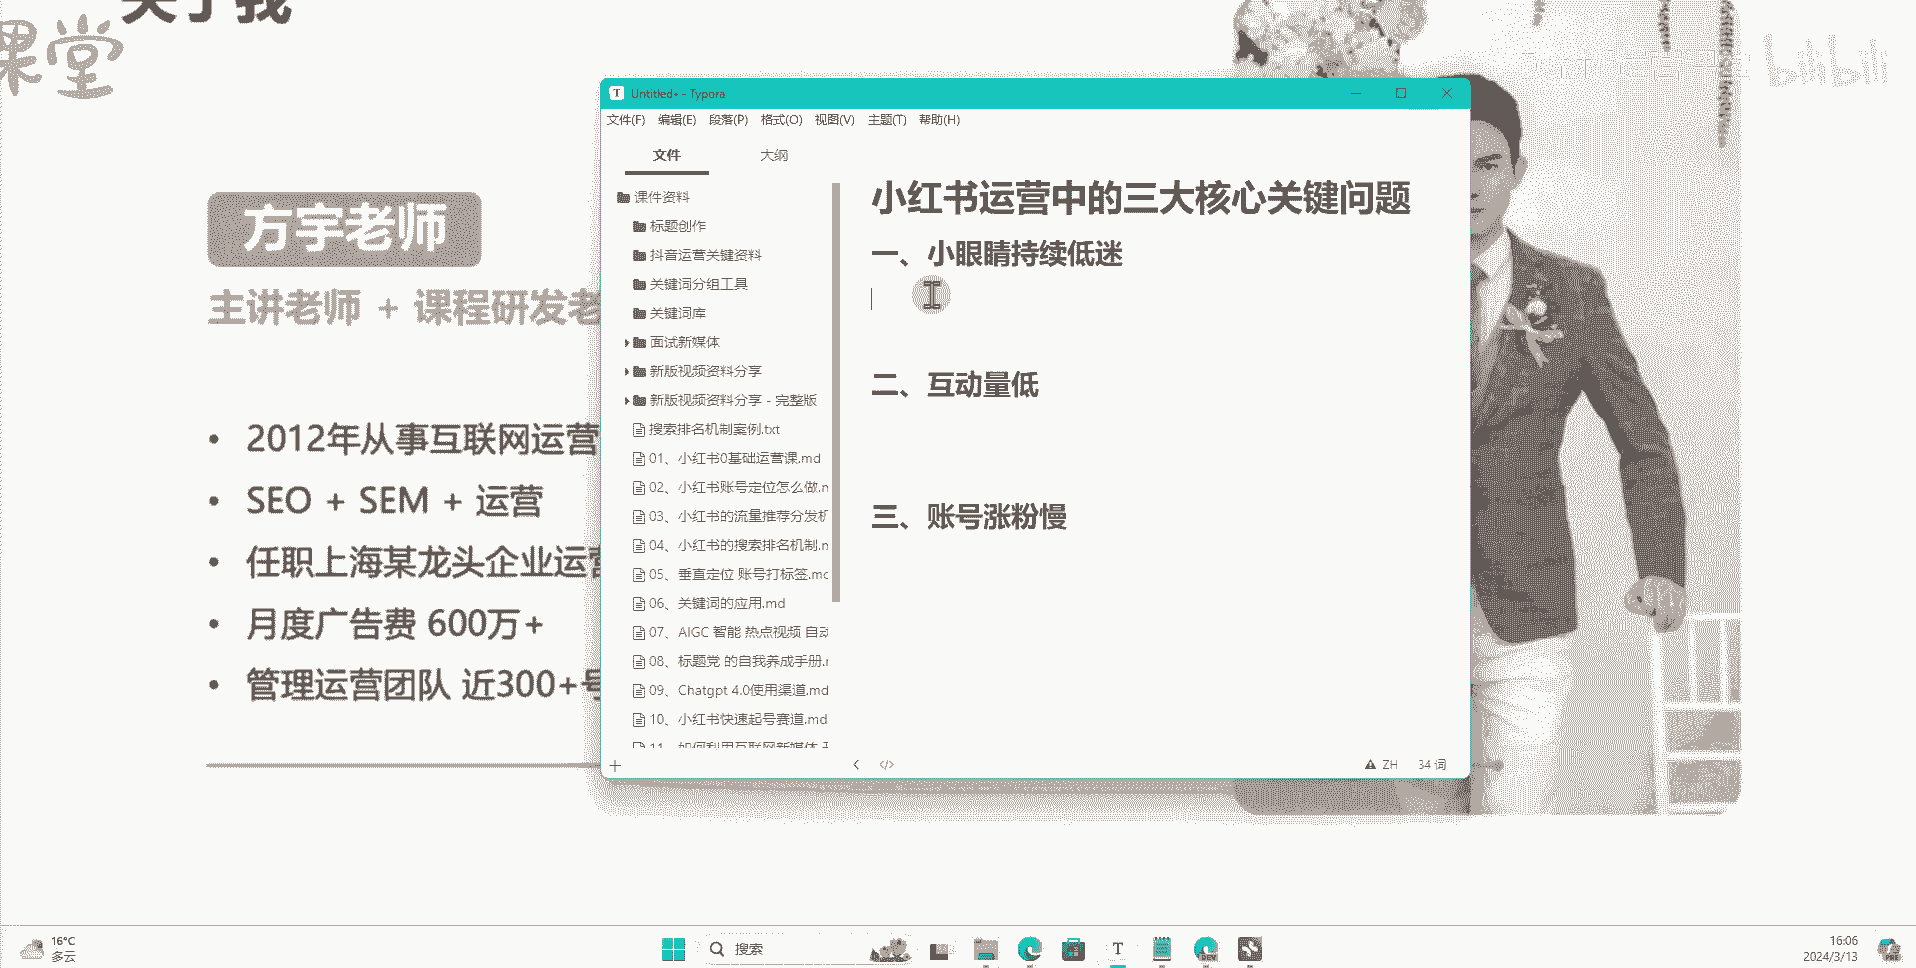 关于我
课堂
bilibili
方宇老师
主讲老师 + 课程研发老
• 2012年从事互联网运营
• SEO + SEM + 运营
• 任职上海某龙头企业运营
• 月度广告费 600万+
• 管理运营团队 近300+号
Untitled• - Typora
文件(F) 编辑(E) 段落(P) 格式(O) 视图(V) 主题(T) 帮助(H)
文件 大纲
课件资料
标题创作
抖音运营关键资料
关键词分组工具
关键词库
面试新媒体
新版视频资料分享
新版视频资料分享 - 完整版
搜索排名机制案例.txt
01、小红书0基础运营课.md
02、小红书账号定位怎么做.m
03、小红书的流量推荐分发机
04、小红书的搜索排名机制.m
05、垂直定位 账号打标签.md
06、关键词的应用.md
07、AIGC 智能 热点视频 自动
08、标题党 的自我养成手册.m
09、Chatgpt 4.0使用渠道.md
10、小红书快速起号赛道.md
11、如何利用互联网新媒体
小红书运营中的三大核心关键问题
一、小眼睛持续低迷
二、互动量低
三、账号涨粉慢
ZH 34 词
16°C
多云
搜索
T
DEV
16:06
2024/3/13
PRE